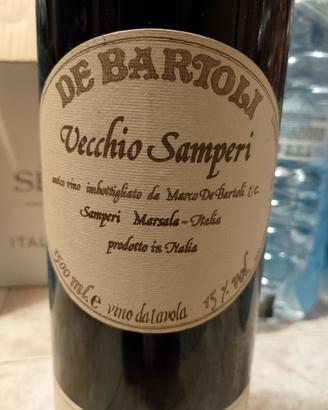 DE BARTOLI
Vecchio Samperi
antico vino imbottigliato da Marco De Bartoli & C.
Samperi Marsala - Italia
prodotto in Italia
1500 ml. e vino da tavola 15% vol.
ITAL